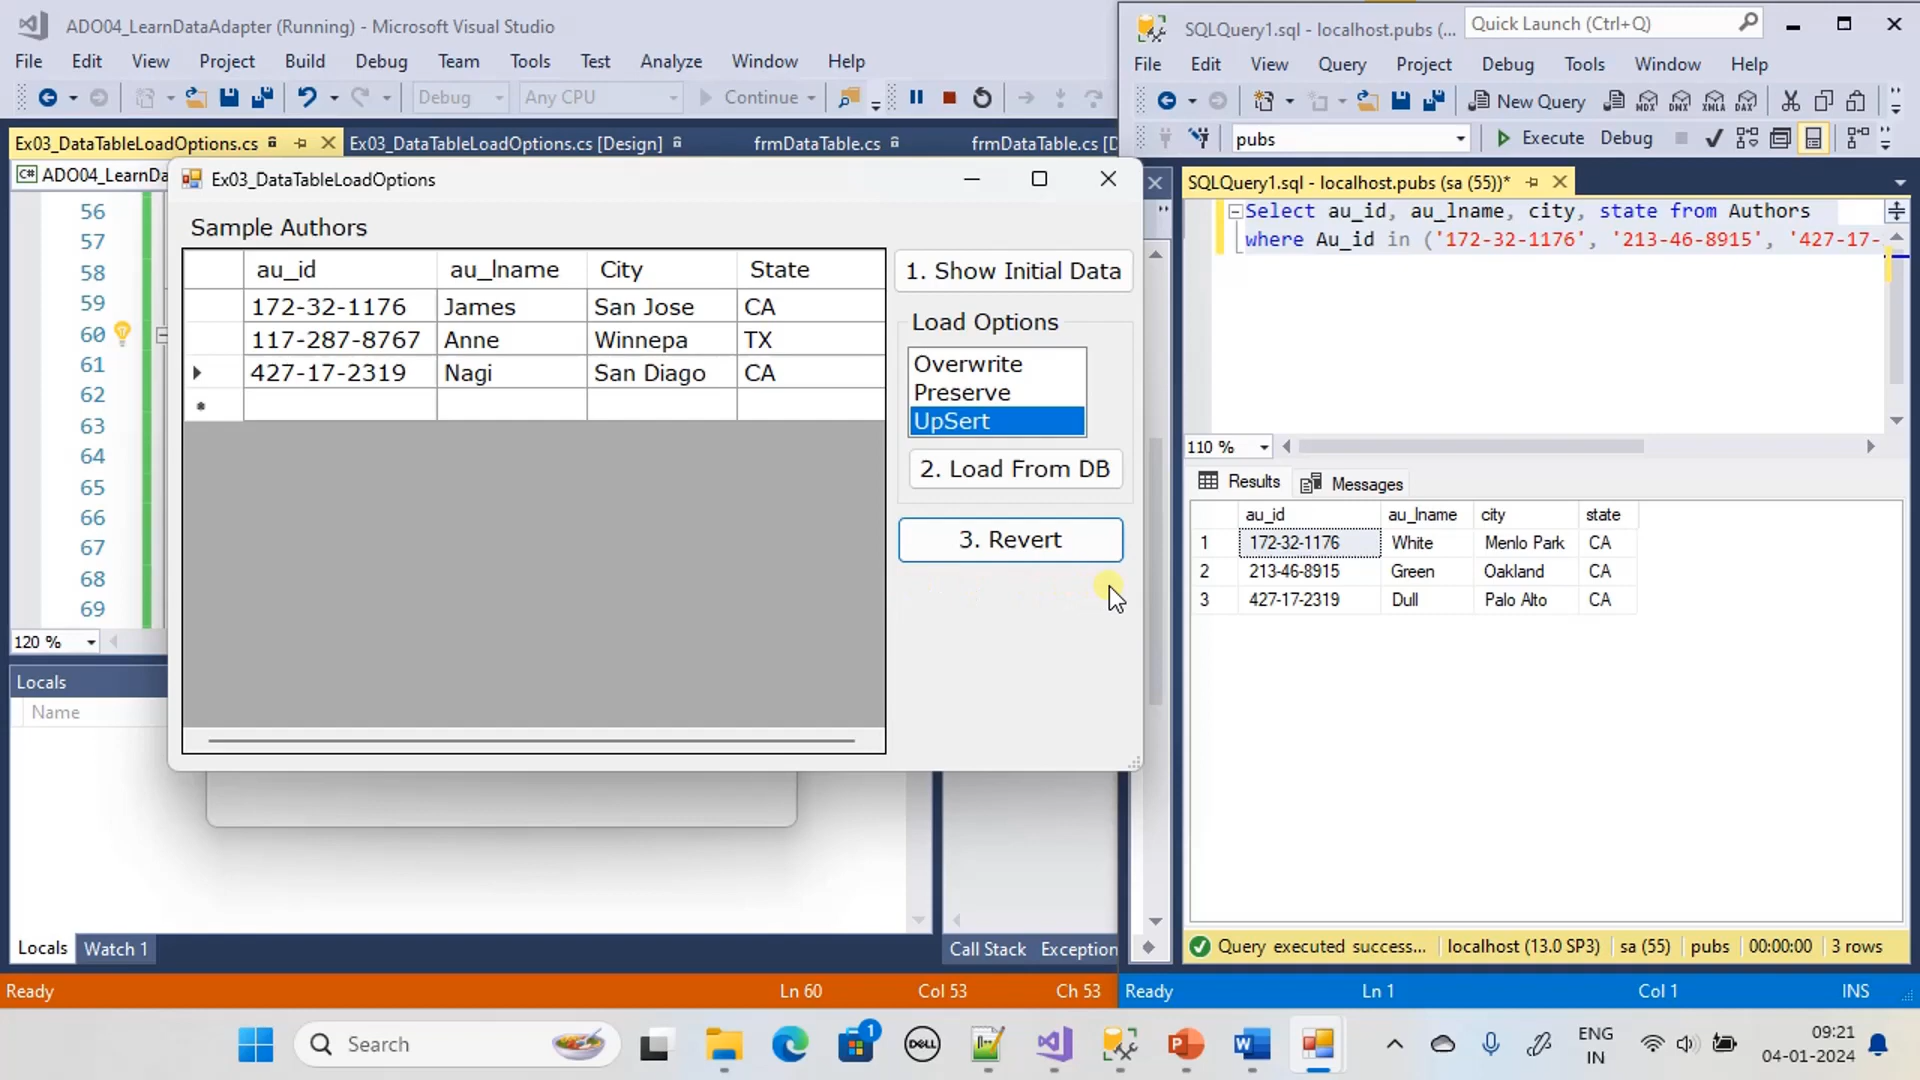 ADO04_LearnDataAdapter (Running) - Microsoft Visual Studio
File Edit View Project Build Debug Team Tools Test Analyze Window Help
Debug Any CPU Continue
Ex03_DataTableLoadOptions.cs Ex03_DataTableLoadOptions.cs [Design] frmDataTable.cs frmDataTable.cs [D
C# ADO04_LearnDa
56
57
58
59
60
61
62
63
64
65
66
67
68
69
120 %
Locals
Name
Locals Watch 1
Call Stack Exception
Ready Ln 60 Col 53 Ch 53
Ex03_DataTableLoadOptions
Sample Authors
au_id au_lname City State
172-32-1176 James San Jose CA
117-287-8767 Anne Winnepa TX
427-17-2319 Nagi San Diago CA
1. Show Initial Data
Load Options
Overwrite
Preserve
UpSert
2. Load From DB
3. Revert
SQLQuery1.sql - localhost.pubs (...
Quick Launch (Ctrl+Q)
File Edit View Query Project Debug Tools Window Help
New Query MDX DMX XMLA DAX
pubs Execute Debug
SQLQuery1.sql - localhost.pubs (sa (55))*
Select au_id, au_lname, city, state from Authors
where Au_id in ('172-32-1176', '213-46-8915', '427-17-
110 %
Results Messages
au_id au_lname city state
1 172-32-1176 White Menlo Park CA
2 213-46-8915 Green Oakland CA
3 427-17-2319 Dull Palo Alto CA
Query executed success... localhost (13.0 SP3) sa (55) pubs 00:00:00 3 rows
Ready Ln 1 Col 1 INS
Search
1
DELL
ENG
IN
09:21
04-01-2024